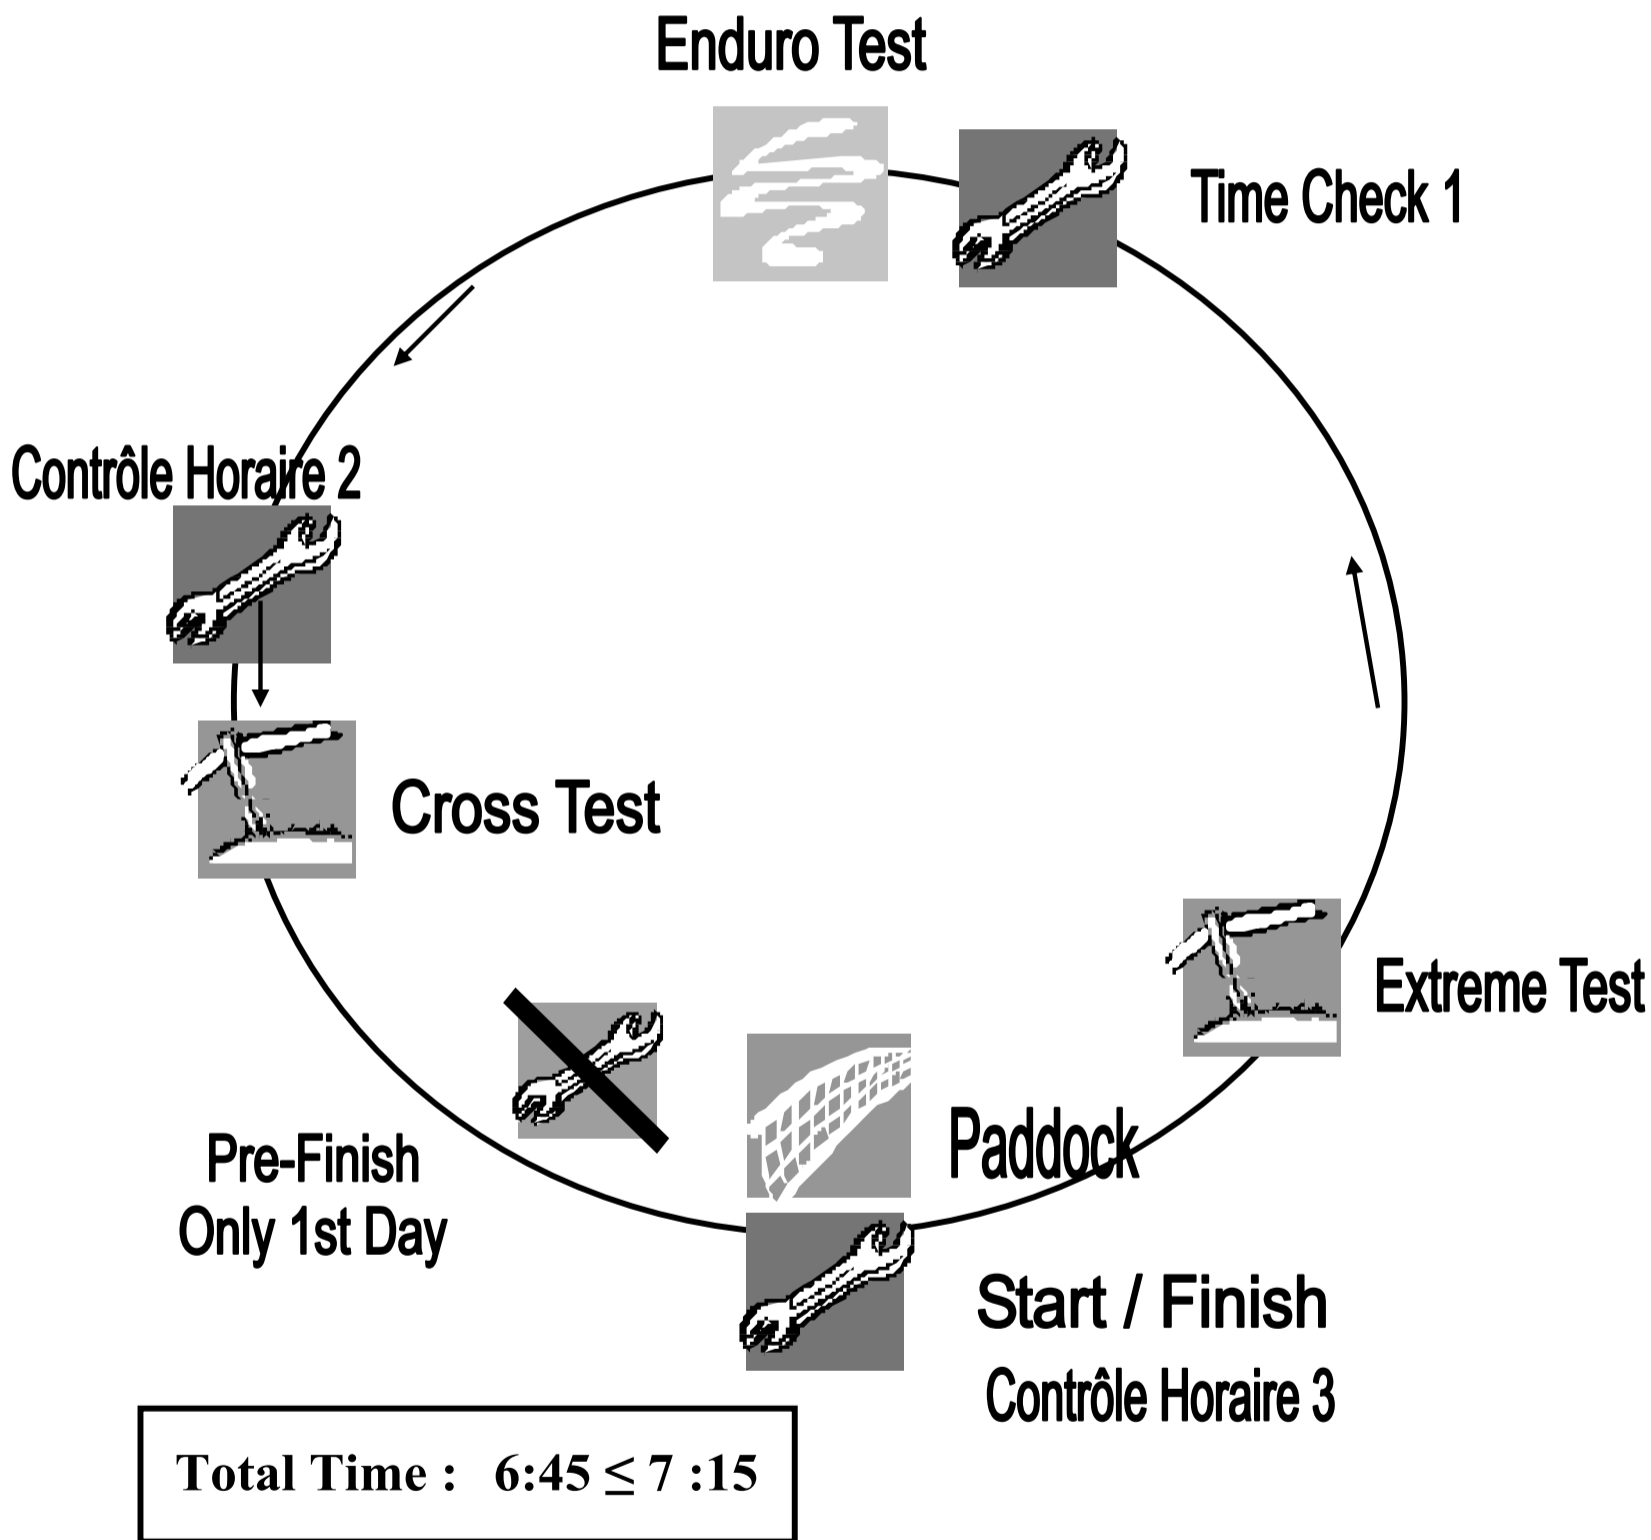 Enduro Test
Time Check 1
Contrôle Horaire 2
Cross Test
Extreme Test
Paddock
Pre-Finish
Only 1st Day
Start / Finish
Contrôle Horaire 3
Total Time : 6:45 ≤ 7 :15